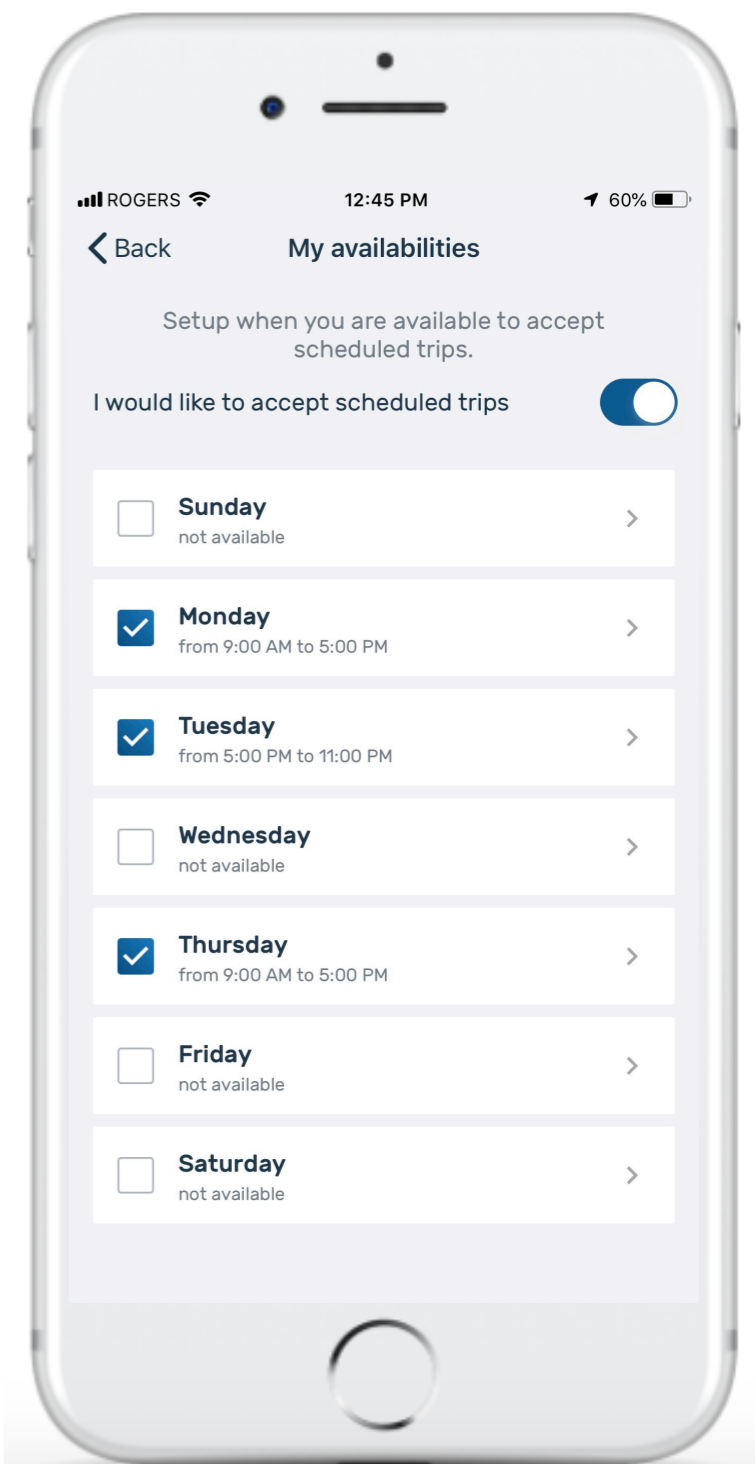 ROGERS 12:45 PM 60%
Back My availabilities
Setup when you are available to accept
scheduled trips.
I would like to accept scheduled trips
Sunday
not available
Monday
from 9:00 AM to 5:00 PM
Tuesday
from 5:00 PM to 11:00 PM
Wednesday
not available
Thursday
from 9:00 AM to 5:00 PM
Friday
not available
Saturday
not available